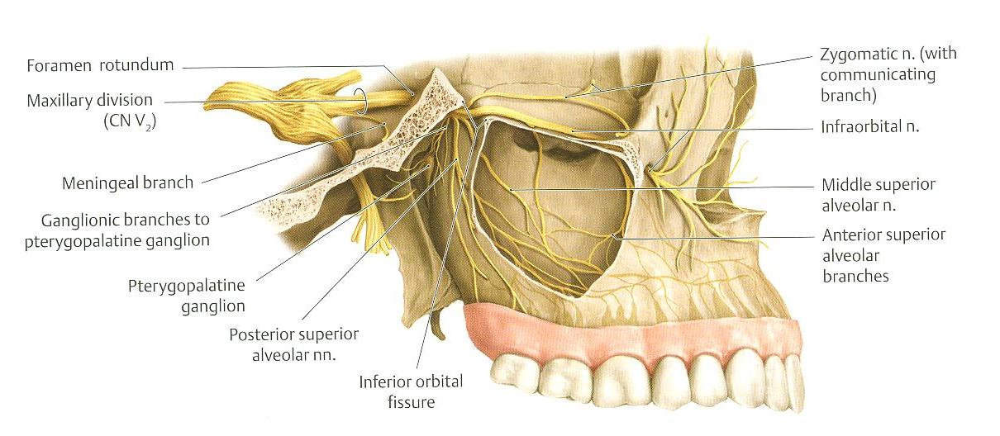 Foramen rotundum
Maxillary division
(CN V₂)
Meningeal branch
Ganglionic branches to
pterygopalatine ganglion
Pterygopalatine
ganglion
Posterior superior
alveolar nn.
Inferior orbital
fissure
Zygomatic n. (with
communicating
branch)
Infraorbital n.
Middle superior
alveolar n.
Anterior superior
alveolar
branches